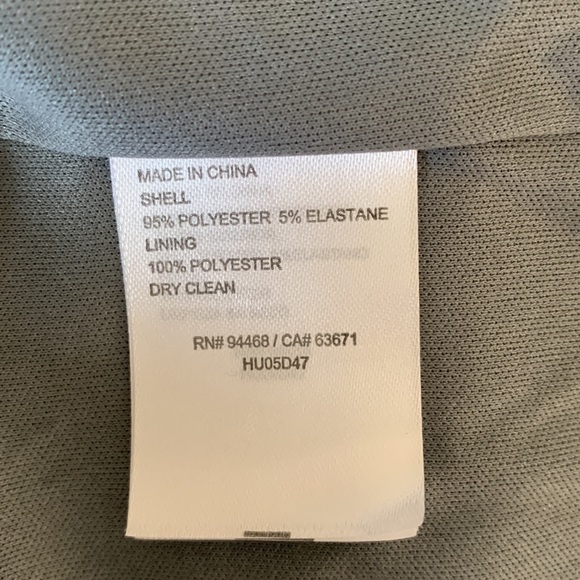 MADE IN CHINA
SHELL
95% POLYESTER 5% ELASTANE
LINING
100% POLYESTER
DRY CLEAN
RN# 94468 / CA# 63671
HU05D47